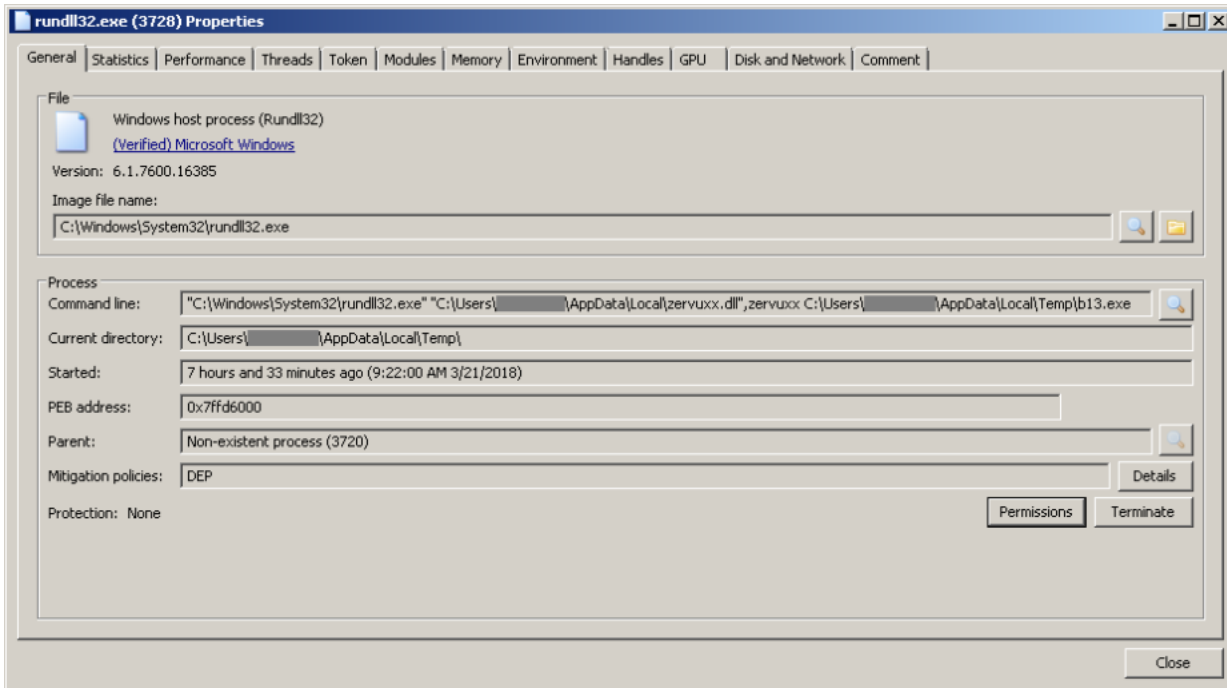 rundll32.exe (3728) Properties
General Statistics Performance Threads Token Modules Memory Environment Handles GPU Disk and Network Comment
File
Windows host process (Rundll32)
(Verified) Microsoft Windows
Version: 6.1.7600.16385
Image file name:
C:\Windows\System32\rundll32.exe
Process
Command line: "C:\Windows\System32\rundll32.exe" "C:\Users\ \AppData\Local\zervuxx.dll",zervuxx C:\Users\ \AppData\Local\Temp\b13.exe
Current directory: C:\Users\ \AppData\Local\Temp\
Started: 7 hours and 33 minutes ago (9:22:00 AM 3/21/2018)
PEB address: 0x7ffd6000
Parent: Non-existent process (3720)
Mitigation policies: DEP Details
Protection: None Permissions Terminate
Close